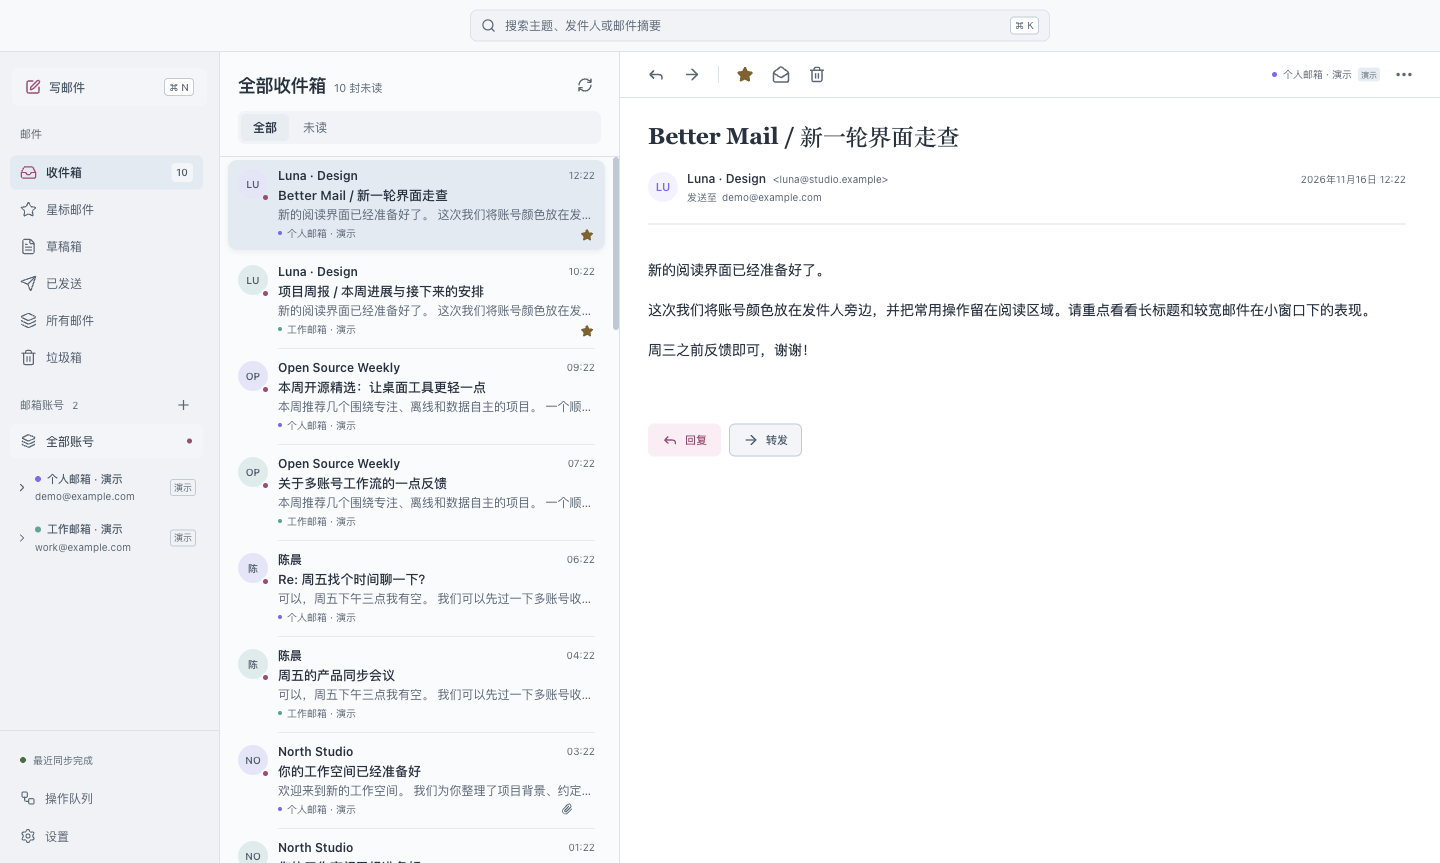 搜索主题、发件人或邮件摘要
⌘ K
写邮件
⌘ N
邮件
收件箱
10
星标邮件
草稿箱
已发送
所有邮件
垃圾箱
邮箱账号 2
全部账号
个人邮箱 · 演示
demo@example.com
演示
工作邮箱 · 演示
work@example.com
演示
最近同步完成
操作队列
设置
全部收件箱 10 封未读
全部
未读
LU
Luna · Design
12:22
Better Mail / 新一轮界面走查
新的阅读界面已经准备好了。 这次我们将账号颜色放在发...
个人邮箱 · 演示
LU
Luna · Design
10:22
项目周报 / 本周进展与接下来的安排
新的阅读界面已经准备好了。 这次我们将账号颜色放在发...
工作邮箱 · 演示
OP
Open Source Weekly
09:22
本周开源精选：让桌面工具更轻一点
本周推荐几个围绕专注、离线和数据自主的项目。 一个顺...
个人邮箱 · 演示
OP
Open Source Weekly
07:22
关于多账号工作流的一点反馈
本周推荐几个围绕专注、离线和数据自主的项目。 一个顺...
工作邮箱 · 演示
陈
陈晨
06:22
Re: 周五找个时间聊一下?
可以，周五下午三点我有空。 我们可以先过一下多账号收...
个人邮箱 · 演示
陈
陈晨
04:22
周五的产品同步会议
可以，周五下午三点我有空。 我们可以先过一下多账号收...
工作邮箱 · 演示
NO
North Studio
03:22
你的工作空间已经准备好
欢迎来到新的工作空间。 我们为你整理了项目背景、约定...
个人邮箱 · 演示
NO
North Studio
01:22
个人邮箱 · 演示
演示
Better Mail / 新一轮界面走查
LU
Luna · Design <luna@studio.example>
2026年11月16日 12:22
发送至 demo@example.com
新的阅读界面已经准备好了。
这次我们将账号颜色放在发件人旁边，并把常用操作留在阅读区域。请重点看看长标题和较宽邮件在小窗口下的表现。
周三之前反馈即可，谢谢！
回复
转发